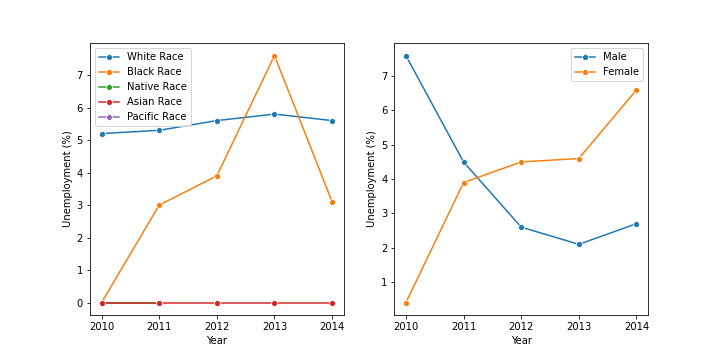 White Race
Black Race
Native Race
Asian Race
Pacific Race
7
6
5
4
3
2
1
0
Unemployment (%)
2010 2011 2012 2013 2014
Year
Male
Female
7
6
5
4
3
2
1
Unemployment (%)
2010 2011 2012 2013 2014
Year